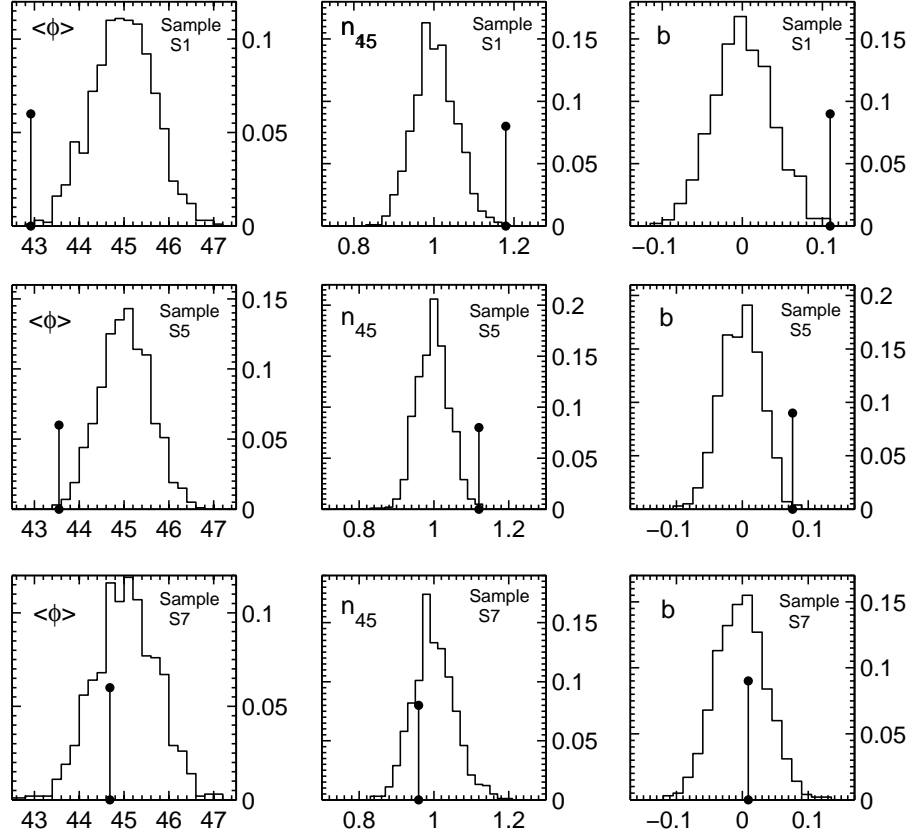 <ϕ> Sample S1 0.1 0.05 0 43 44 45 46 47
n45 Sample S1 0.15 0.1 0.05 0 0.8 1 1.2
b Sample S1 0.15 0.1 0.05 0 −0.1 0 0.1
<ϕ> Sample S5 0.15 0.1 0.05 0 43 44 45 46 47
n45 Sample S5 0.2 0.15 0.1 0.05 0 0.8 1 1.2
b Sample S5 0.2 0.15 0.1 0.05 0 −0.1 0 0.1
<ϕ> Sample S7 0.1 0.05 0 43 44 45 46 47
n45 Sample S7 0.15 0.1 0.05 0 0.8 1 1.2
b Sample S7 0.15 0.1 0.05 0 −0.1 0 0.1